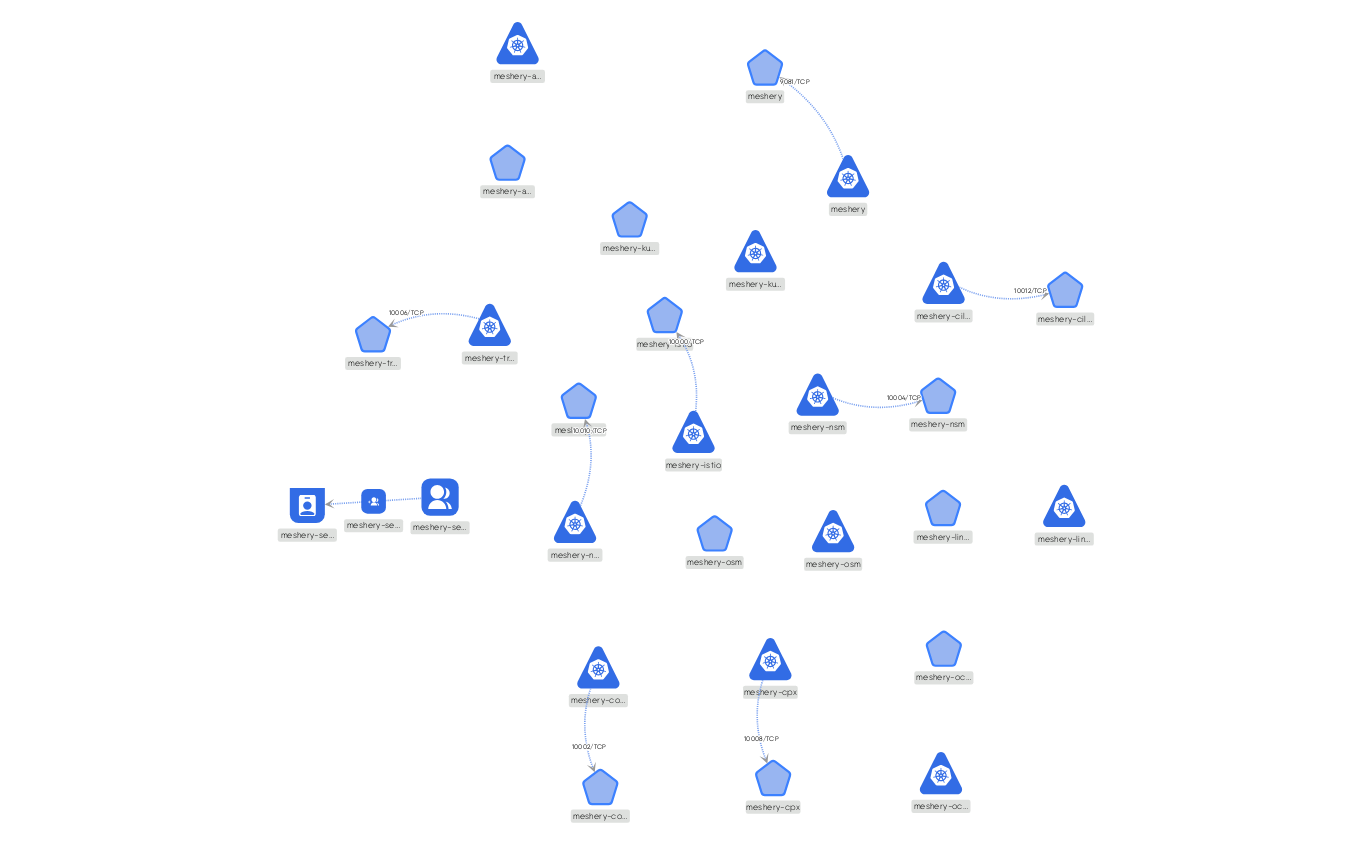 meshery-a...
9081/TCP
meshery
meshery-a...
meshery
meshery-ku...
meshery-ku...
10012/TCP
meshery-cil...
meshery-cil...
10006/TCP
meshery-tr...
meshery-tr...
10000/TCP
meshery-istio
10004/TCP
meshery-nsm
meshery-nsm
10010/TCP
meshery-istio
meshery-se...
meshery-se...
meshery-se...
meshery-n...
meshery-osm
meshery-osm
meshery-lin...
meshery-lin...
meshery-co...
meshery-cpx
meshery-oc...
10002/TCP
10008/TCP
meshery-co...
meshery-cpx
meshery-oc...